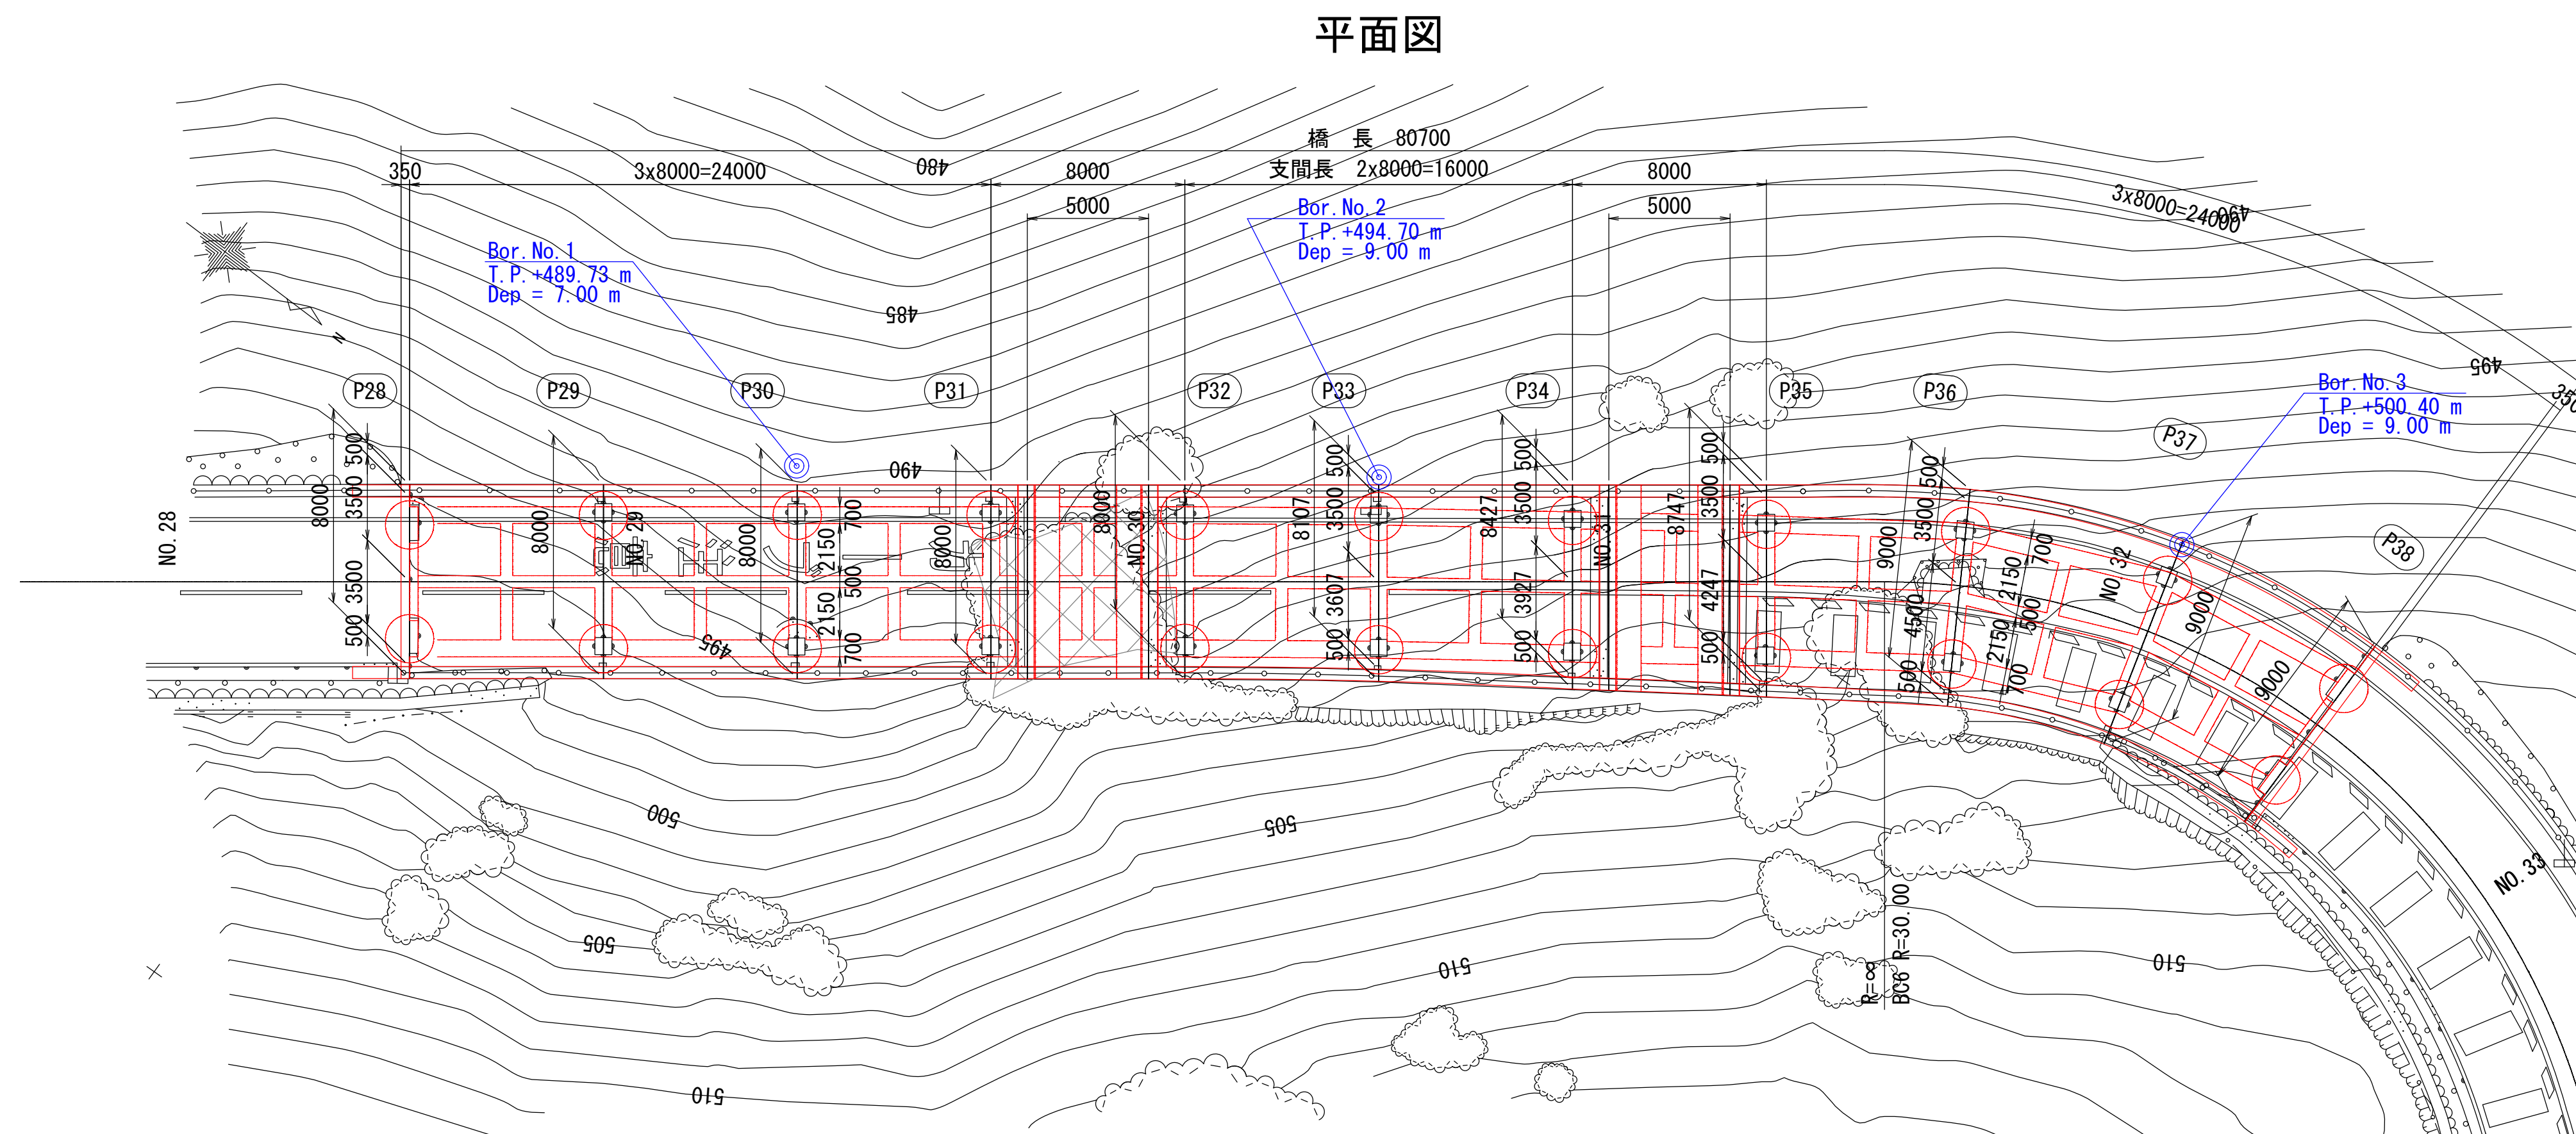 平面図
橋 長 80700
350
3x8000=24000
480
8000
支間長 2x8000=16000
8000
3x8000=24000
490
5000
5000
Bor.No.1
T.P.+489.73 m
Dep = 7.00 m
Bor.No.2
T.P.+494.70 m
Dep = 9.00 m
Bor.No.3
T.P.+500.40 m
Dep = 9.00 m
485
495
350
N
P28
P29
P30
P31
P32
P33
P34
P35
P36
P37
P38
490
NO.28
8000
500
3500
3500
500
8000
NO.29
8000
700
2150
500
2150
700
8000
8000
NO.30
8107
500
3500
3607
500
8427
500
3500
3927
500
NO.31
8747
500
3500
4247
500
9000
500
3500
4500
500
700
2150
500
2150
700
NO.32
9000
9000
495
500
505
505
510
510
510
R=∞
BC6 R=30.00
NO.33